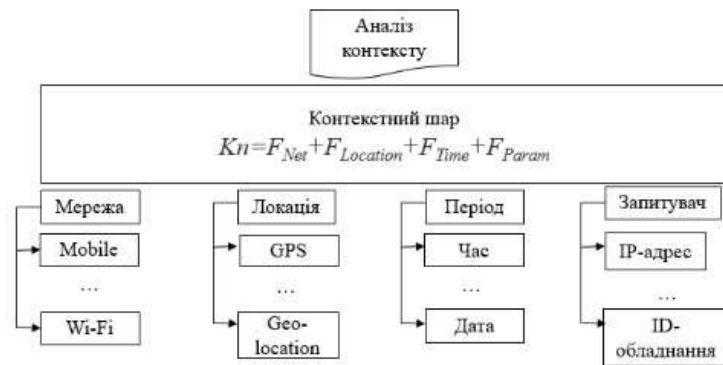 Аналіз
контексту
Контекстний шар
Kn=F_Net+F_Location+F_Time+F_Param
Мережа
Mobile
…
Wi-Fi
Локація
GPS
…
Geo-
location
Період
Час
…
Дата
Запитувач
IP-адрес
…
ID-
обладнання